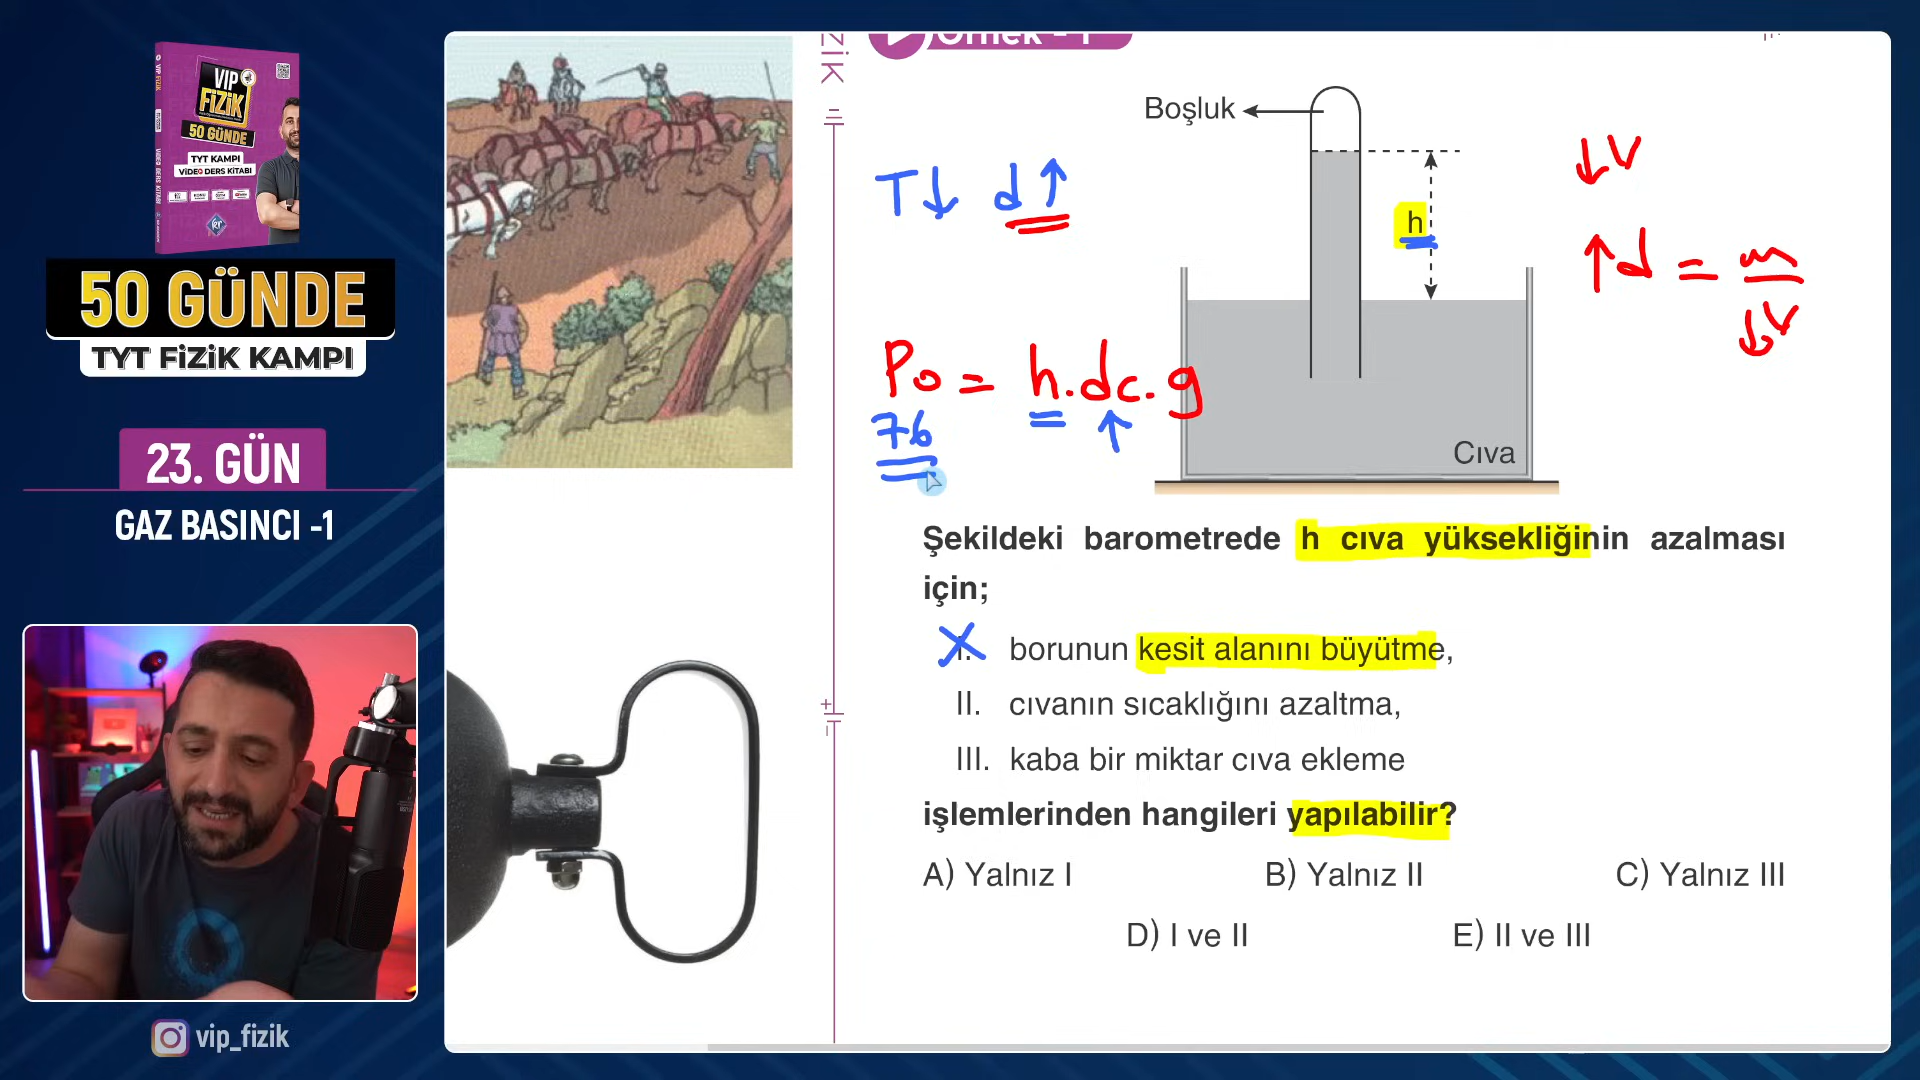 VIP
FİZİK
50 GÜNDE
TYT KAMPI
VİDEO DERS KİTABI
50 GÜNDE
TYT FİZİK KAMPI
23. GÜN
GAZ BASINCI -1
vip_fizik
Örnek - 1
Boşluk
h
Cıva
T↓ d↑
P₀ = h.dc.g
76
↓V
↑d = m
↓V
Şekildeki barometrede h cıva yüksekliğinin azalması
için;
I. borunun kesit alanını büyütme,
II. cıvanın sıcaklığını azaltma,
III. kaba bir miktar cıva ekleme
işlemlerinden hangileri yapılabilir?
A) Yalnız I B) Yalnız II C) Yalnız III
D) I ve II E) II ve III